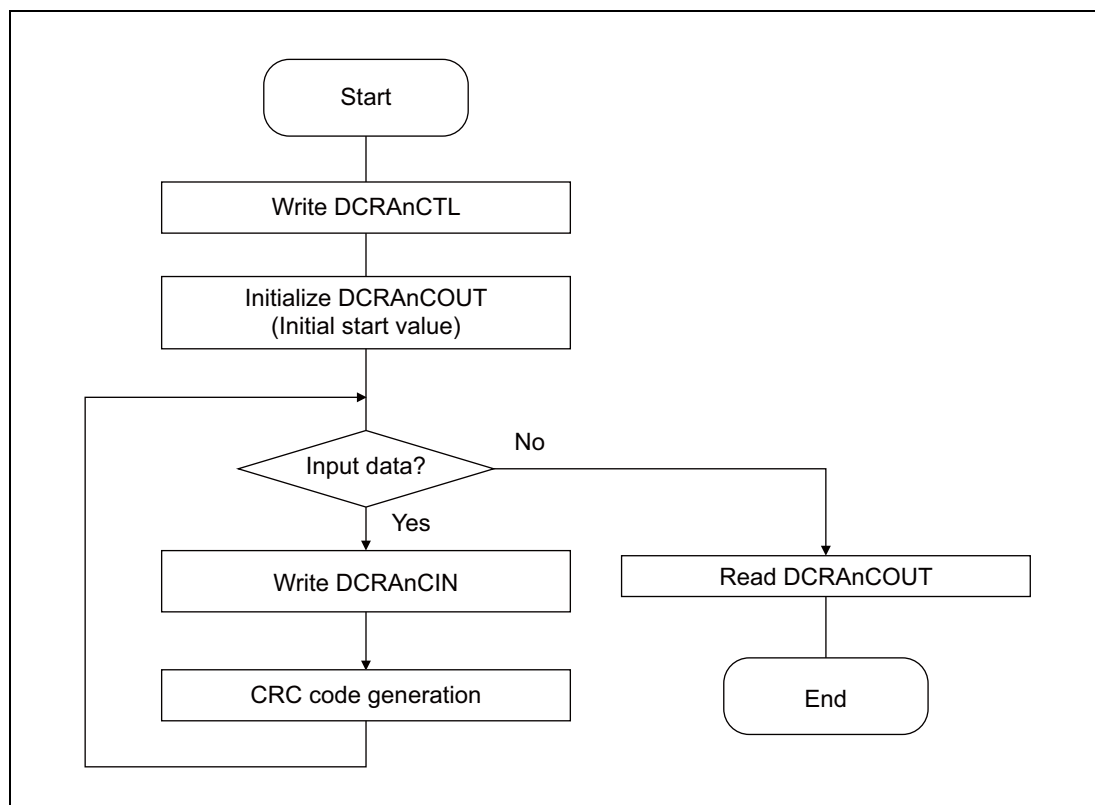 Start
Write DCRAnCTL
Initialize DCRAnCOUT
(Initial start value)
Input data?
No
Yes
Write DCRAnCIN
Read DCRAnCOUT
CRC code generation
End